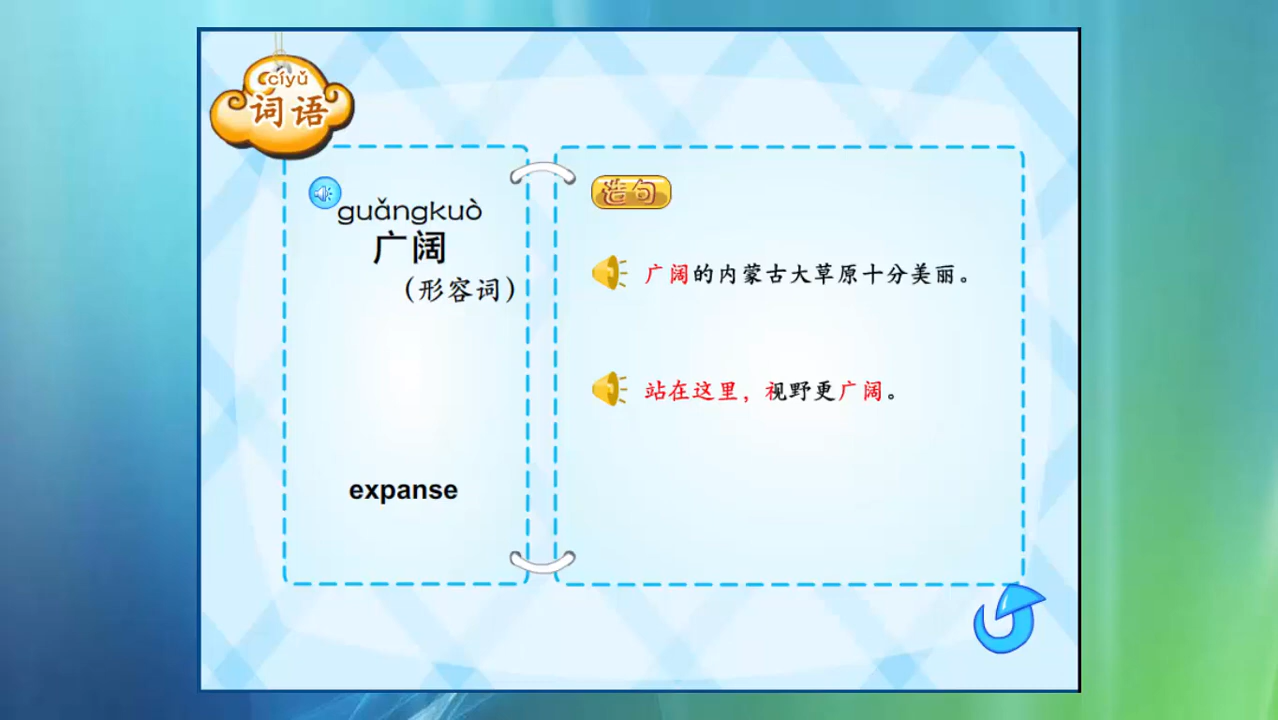 cíyǔ
词语
guǎngkuò
广阔
（形容词）
expanse
造句
广阔的内蒙古大草原十分美丽。
站在这里，视野更广阔。